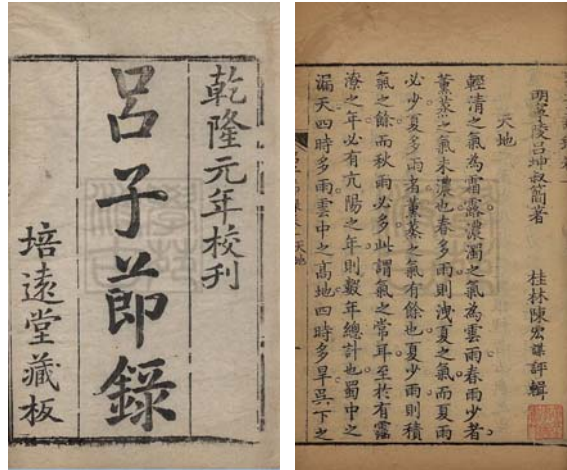 乾隆元年校刊
呂子莭錄
培遠堂藏板
明寧陵呂坤叔簡著 桂林陳宏謀評輯
天地
輕清之氣為霜露濃濁之氣為雲雨春雨少者
薰蒸之氣未濃也春多雨則洩夏之氣而夏雨
必少夏多雨者薰蒸之氣有餘也夏少雨則積
氣之餘而秋雨必多此謂氣之常耳至於有霪
潦之年必有亢陽之年則數年總計也蜀中之
漏天四時多雨雲中之高地四時多旱吳下之